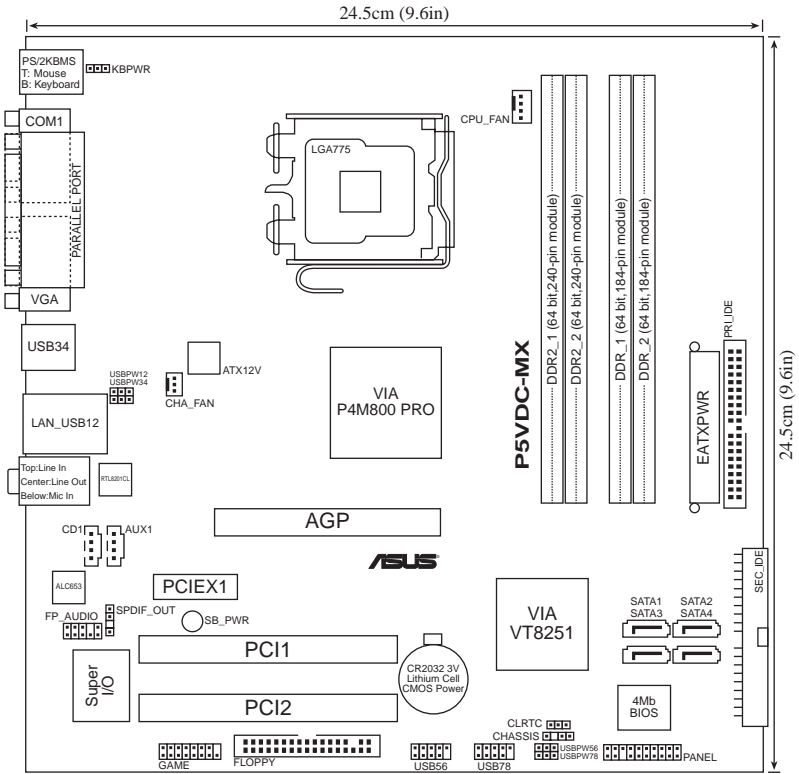 24.5cm (9.6in)
PS/2KBMS
T: Mouse
B: Keyboard
KBPWR
COM1
PARALLEL PORT
VGA
CPU_FAN
LGA775
DDR2_1 (64 bit,240-pin module)
DDR2_2 (64 bit,240-pin module)
DDR_1 (64 bit,184-pin module)
DDR_2 (64 bit,184-pin module)
PRI_IDE
24.5cm (9.6in)
USB34
USBPW12
USBPW34
ATX12V
CHA_FAN
VIA
P4M800 PRO
P5VDC-MX
EATXPWR
LAN_USB12
Top:Line In
Center:Line Out
Below:Mic In
RTL8201CL
AGP
CD1
AUX1
ASUS
SEC_IDE
ALC653
PCIEX1
SPDIF_OUT
FP_AUDIO
SB_PWR
VIA
VT8251
SATA1
SATA3
SATA2
SATA4
PCI1
Super
I/O
CR2032 3V
Lithium Cell
CMOS Power
PCI2
4Mb
BIOS
CLRTC
CHASSIS
USBPW56
USBPW78
PANEL
GAME
FLOPPY
USB56
USB78